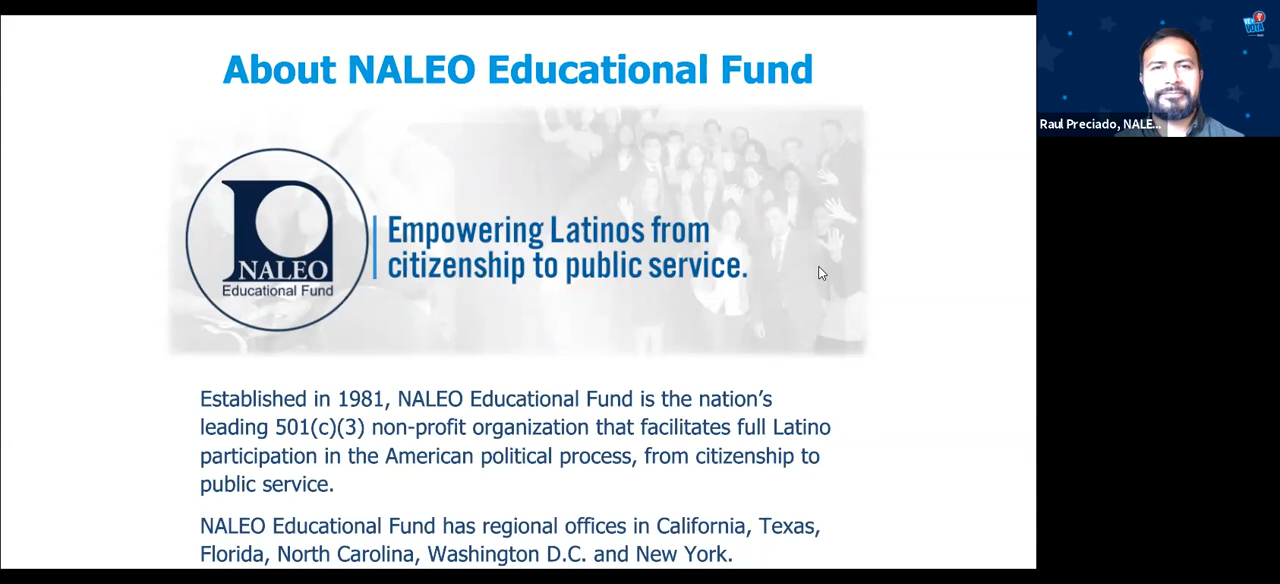 About NALEO Educational Fund
NALEO
Educational Fund
Empowering Latinos from
citizenship to public service.
Established in 1981, NALEO Educational Fund is the nation’s
leading 501(c)(3) non-profit organization that facilitates full Latino
participation in the American political process, from citizenship to
public service.
NALEO Educational Fund has regional offices in California, Texas,
Florida, North Carolina, Washington D.C. and New York.
VOTA
Raul Preciado, NALE...